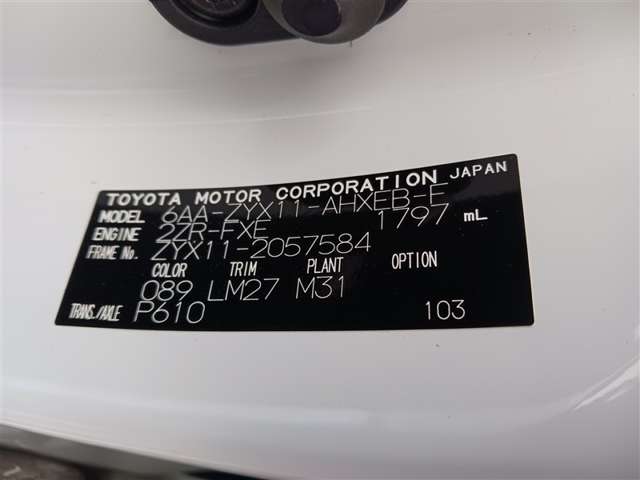 TOYOTA MOTOR CORPORATION JAPAN
MODEL 6AA-ZYX11-AHXEB-E
ENGINE 2ZR-FXE 1797 mL
FRAME No. ZYX11-2057584
COLOR TRIM PLANT OPTION
089 LM27 M31
TRANS./AXLE P610 103